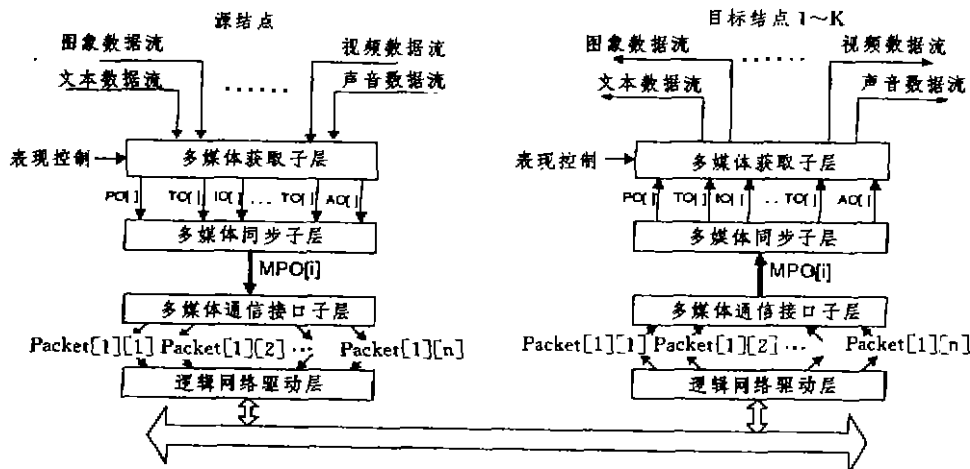 源结点
图象数据流
视频数据流
文本数据流
......
声音数据流
表现控制
多媒体获取子层
PO[ ] TO[ ] IO[ ] ... TO[ ] AO[ ]
多媒体同步子层
MPO[i]
多媒体通信接口子层
Packet[1][1] Packet[1][2] ... Packet[1][n]
逻辑网络驱动层
目标结点 1～K
图象数据流
视频数据流
......
文本数据流
声音数据流
表现控制
多媒体获取子层
PO[ ] TO[ ] IO[ ] .. TO[ ] AO[ ]
多媒体同步子层
MPO[i]
多媒体通信接口子层
Packet[1][1] Packet[1][2] ... Packet[1][n]
逻辑网络驱动层